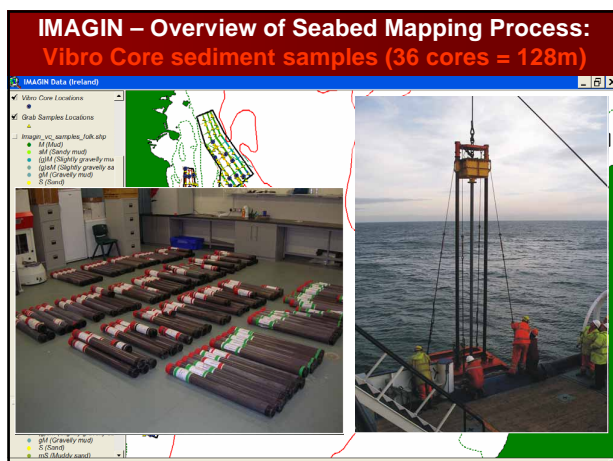 IMAGIN – Overview of Seabed Mapping Process:
Vibro Core sediment samples (36 cores = 128m)
IMAGIN Data (Ireland)
Vibro Core Locations
Grab Samples Locations
Imagin_vc_samples_folk.shp
M (Mud)
sM (Sandy mud)
(g)M (Slightly gravelly mu
(g)sM (Slightly gravelly sa
gM (Gravelly mud)
S (Sand)
gM (Gravelly mud)
S (Sand)
mS (Muddy sand)